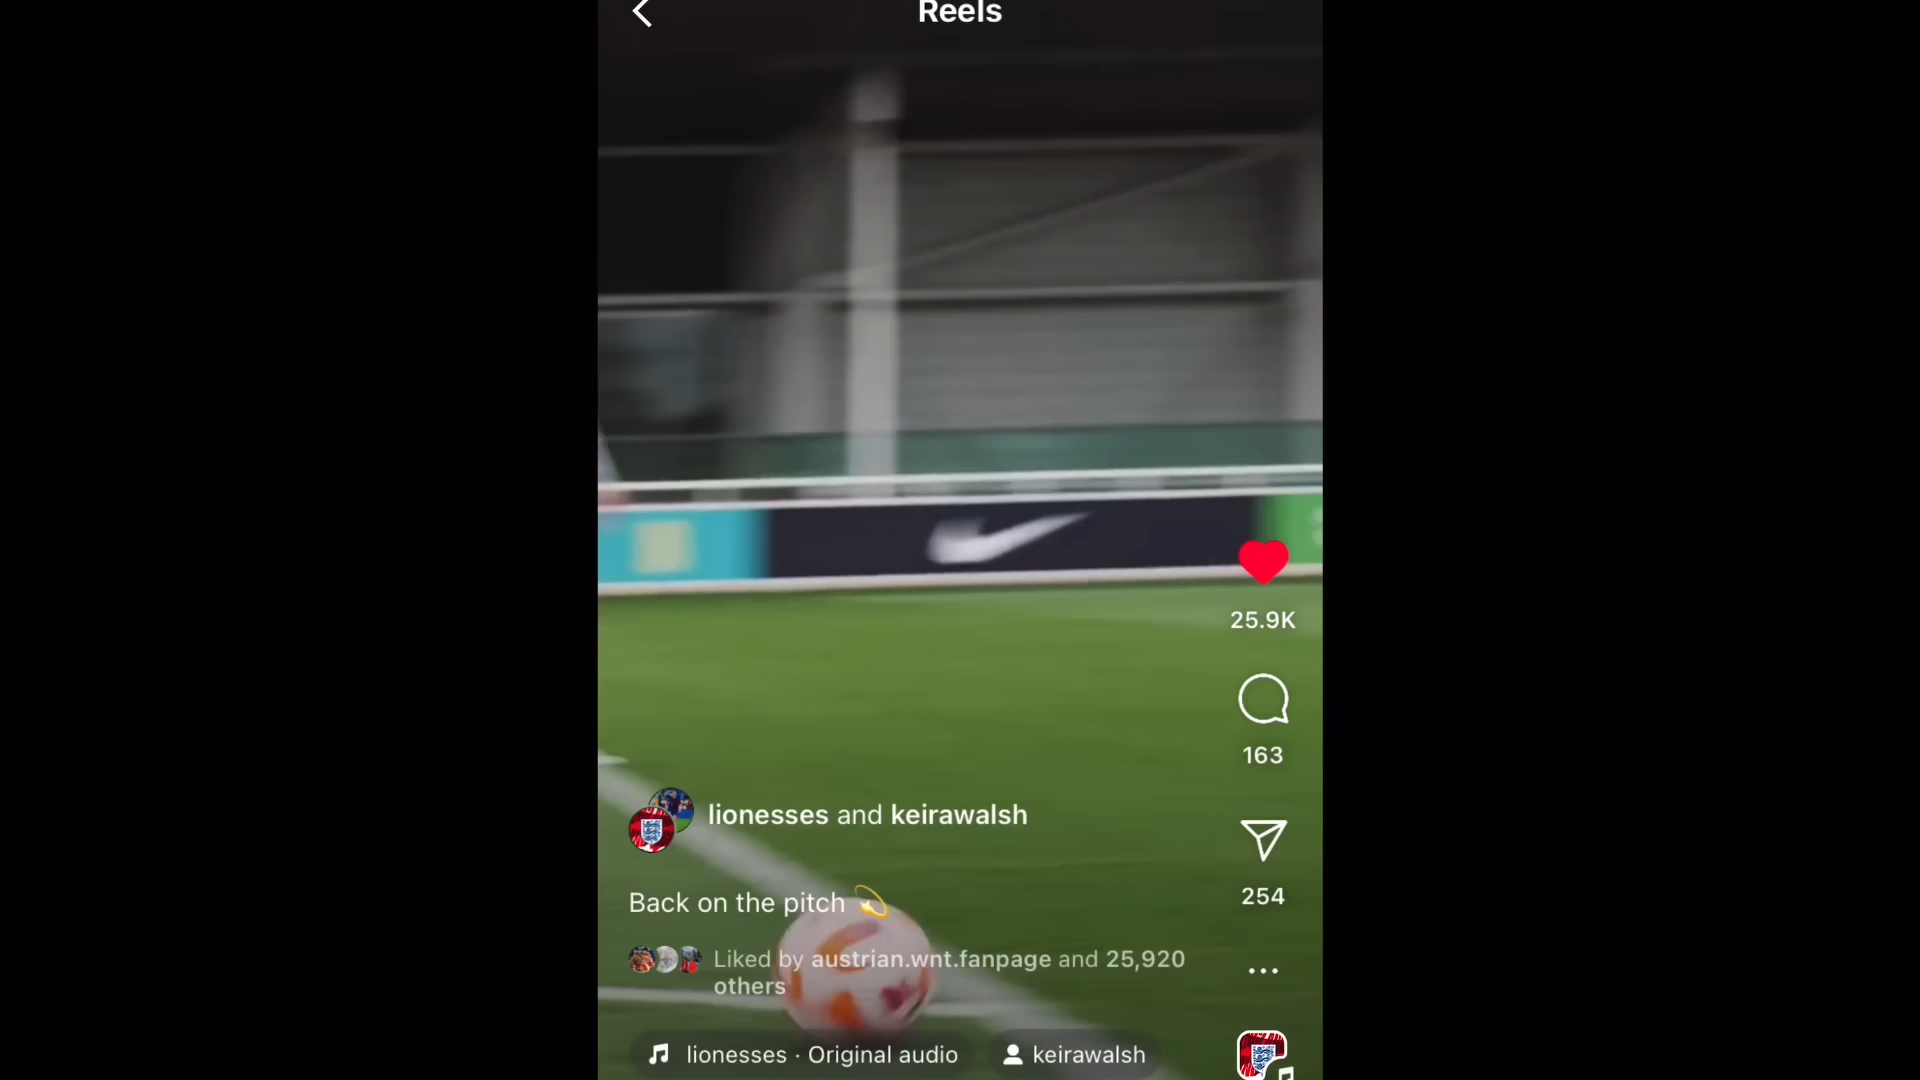 Reels
25.9K
163
lionesses and keirawalsh
254
Back on the pitch 💫
Liked by austrian.wnt.fanpage and 25,920
others
lionesses · Original audio
keirawalsh